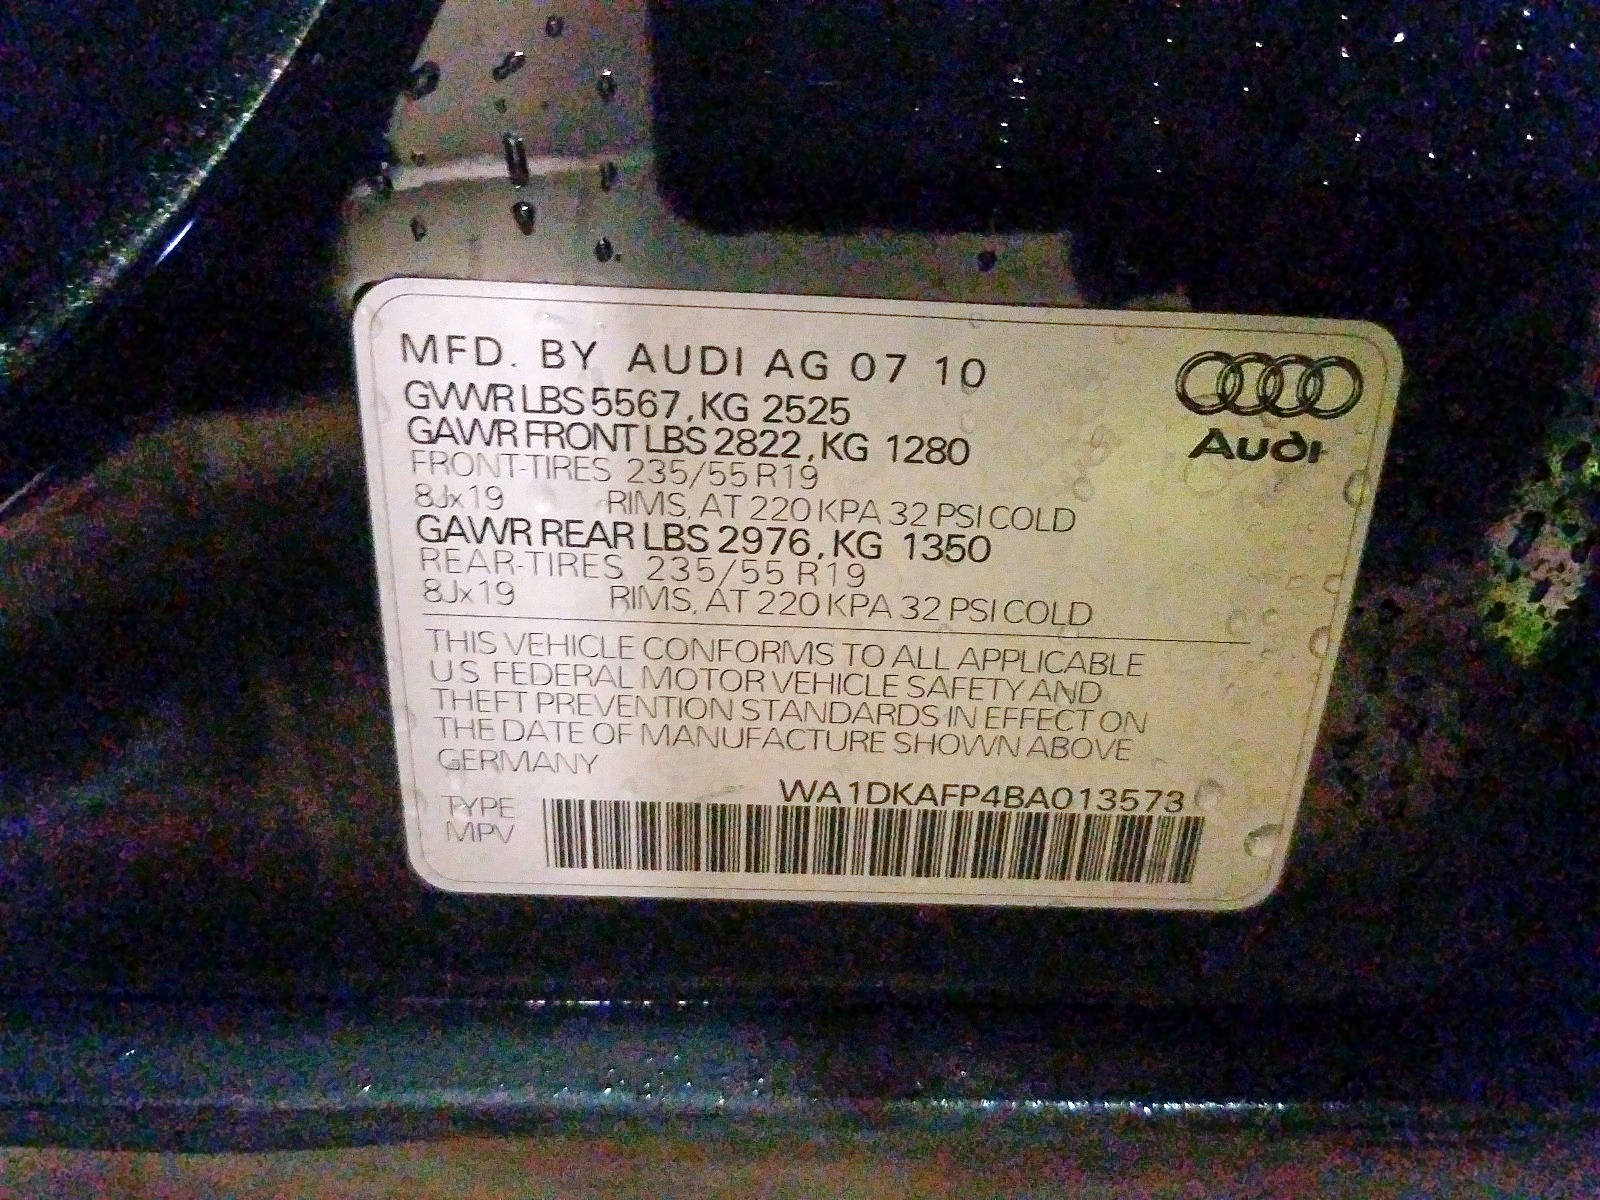 MFD. BY AUDI AG 07 10
GVWR LBS 5567, KG 2525
GAWR FRONT LBS 2822, KG 1280
FRONT-TIRES 235/55 R19
8Jx19 RIMS, AT 220 KPA 32 PSI COLD
GAWR REAR LBS 2976, KG 1350
REAR-TIRES 235/55 R19
8Jx19 RIMS, AT 220 KPA 32 PSI COLD
Audi
THIS VEHICLE CONFORMS TO ALL APPLICABLE
US FEDERAL MOTOR VEHICLE SAFETY AND
THEFT PREVENTION STANDARDS IN EFFECT ON
THE DATE OF MANUFACTURE SHOWN ABOVE
GERMANY
WA1DKAFP4BA013573
TYPE
MPV